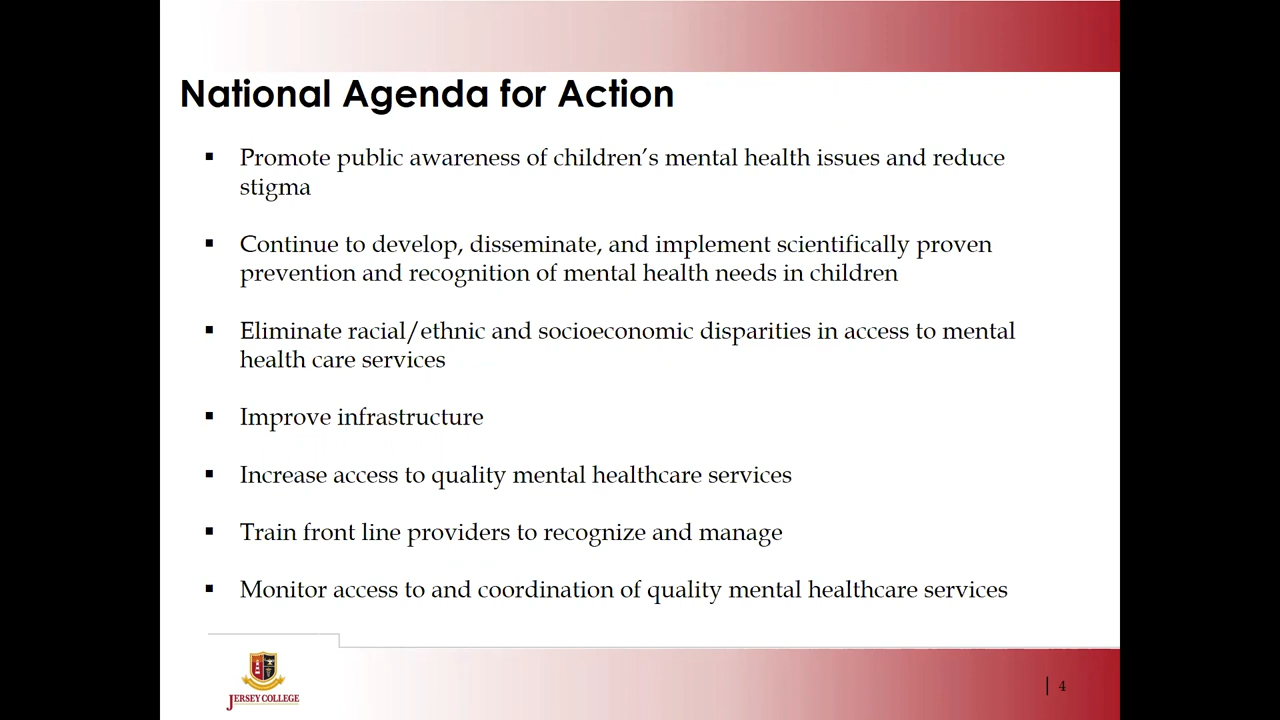 National Agenda for Action
▪ Promote public awareness of children’s mental health issues and reduce
stigma
▪ Continue to develop, disseminate, and implement scientifically proven
prevention and recognition of mental health needs in children
▪ Eliminate racial/ethnic and socioeconomic disparities in access to mental
health care services
▪ Improve infrastructure
▪ Increase access to quality mental healthcare services
▪ Train front line providers to recognize and manage
▪ Monitor access to and coordination of quality mental healthcare services
JERSEY COLLEGE
| 4